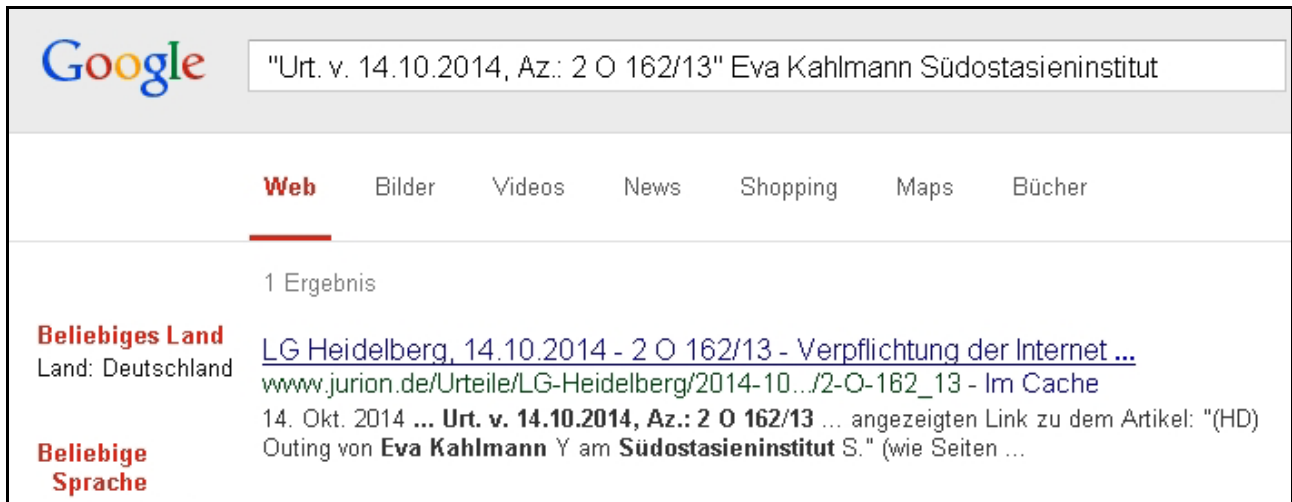 Google
"Urt. v. 14.10.2014, Az.: 2 O 162/13" Eva Kahlmann Südostasieninstitut
Web Bilder Videos News Shopping Maps Bücher
1 Ergebnis
Beliebiges Land
Land: Deutschland
Beliebige
Sprache
LG Heidelberg, 14.10.2014 - 2 O 162/13 - Verpflichtung der Internet ...
www.jurion.de/Urteile/LG-Heidelberg/2014-10.../2-O-162_13 - Im Cache
14. Okt. 2014 ... Urt. v. 14.10.2014, Az.: 2 O 162/13 ... angezeigten Link zu dem Artikel: "(HD)
Outing von Eva Kahlmann Y am Südostasieninstitut S." (wie Seiten ...